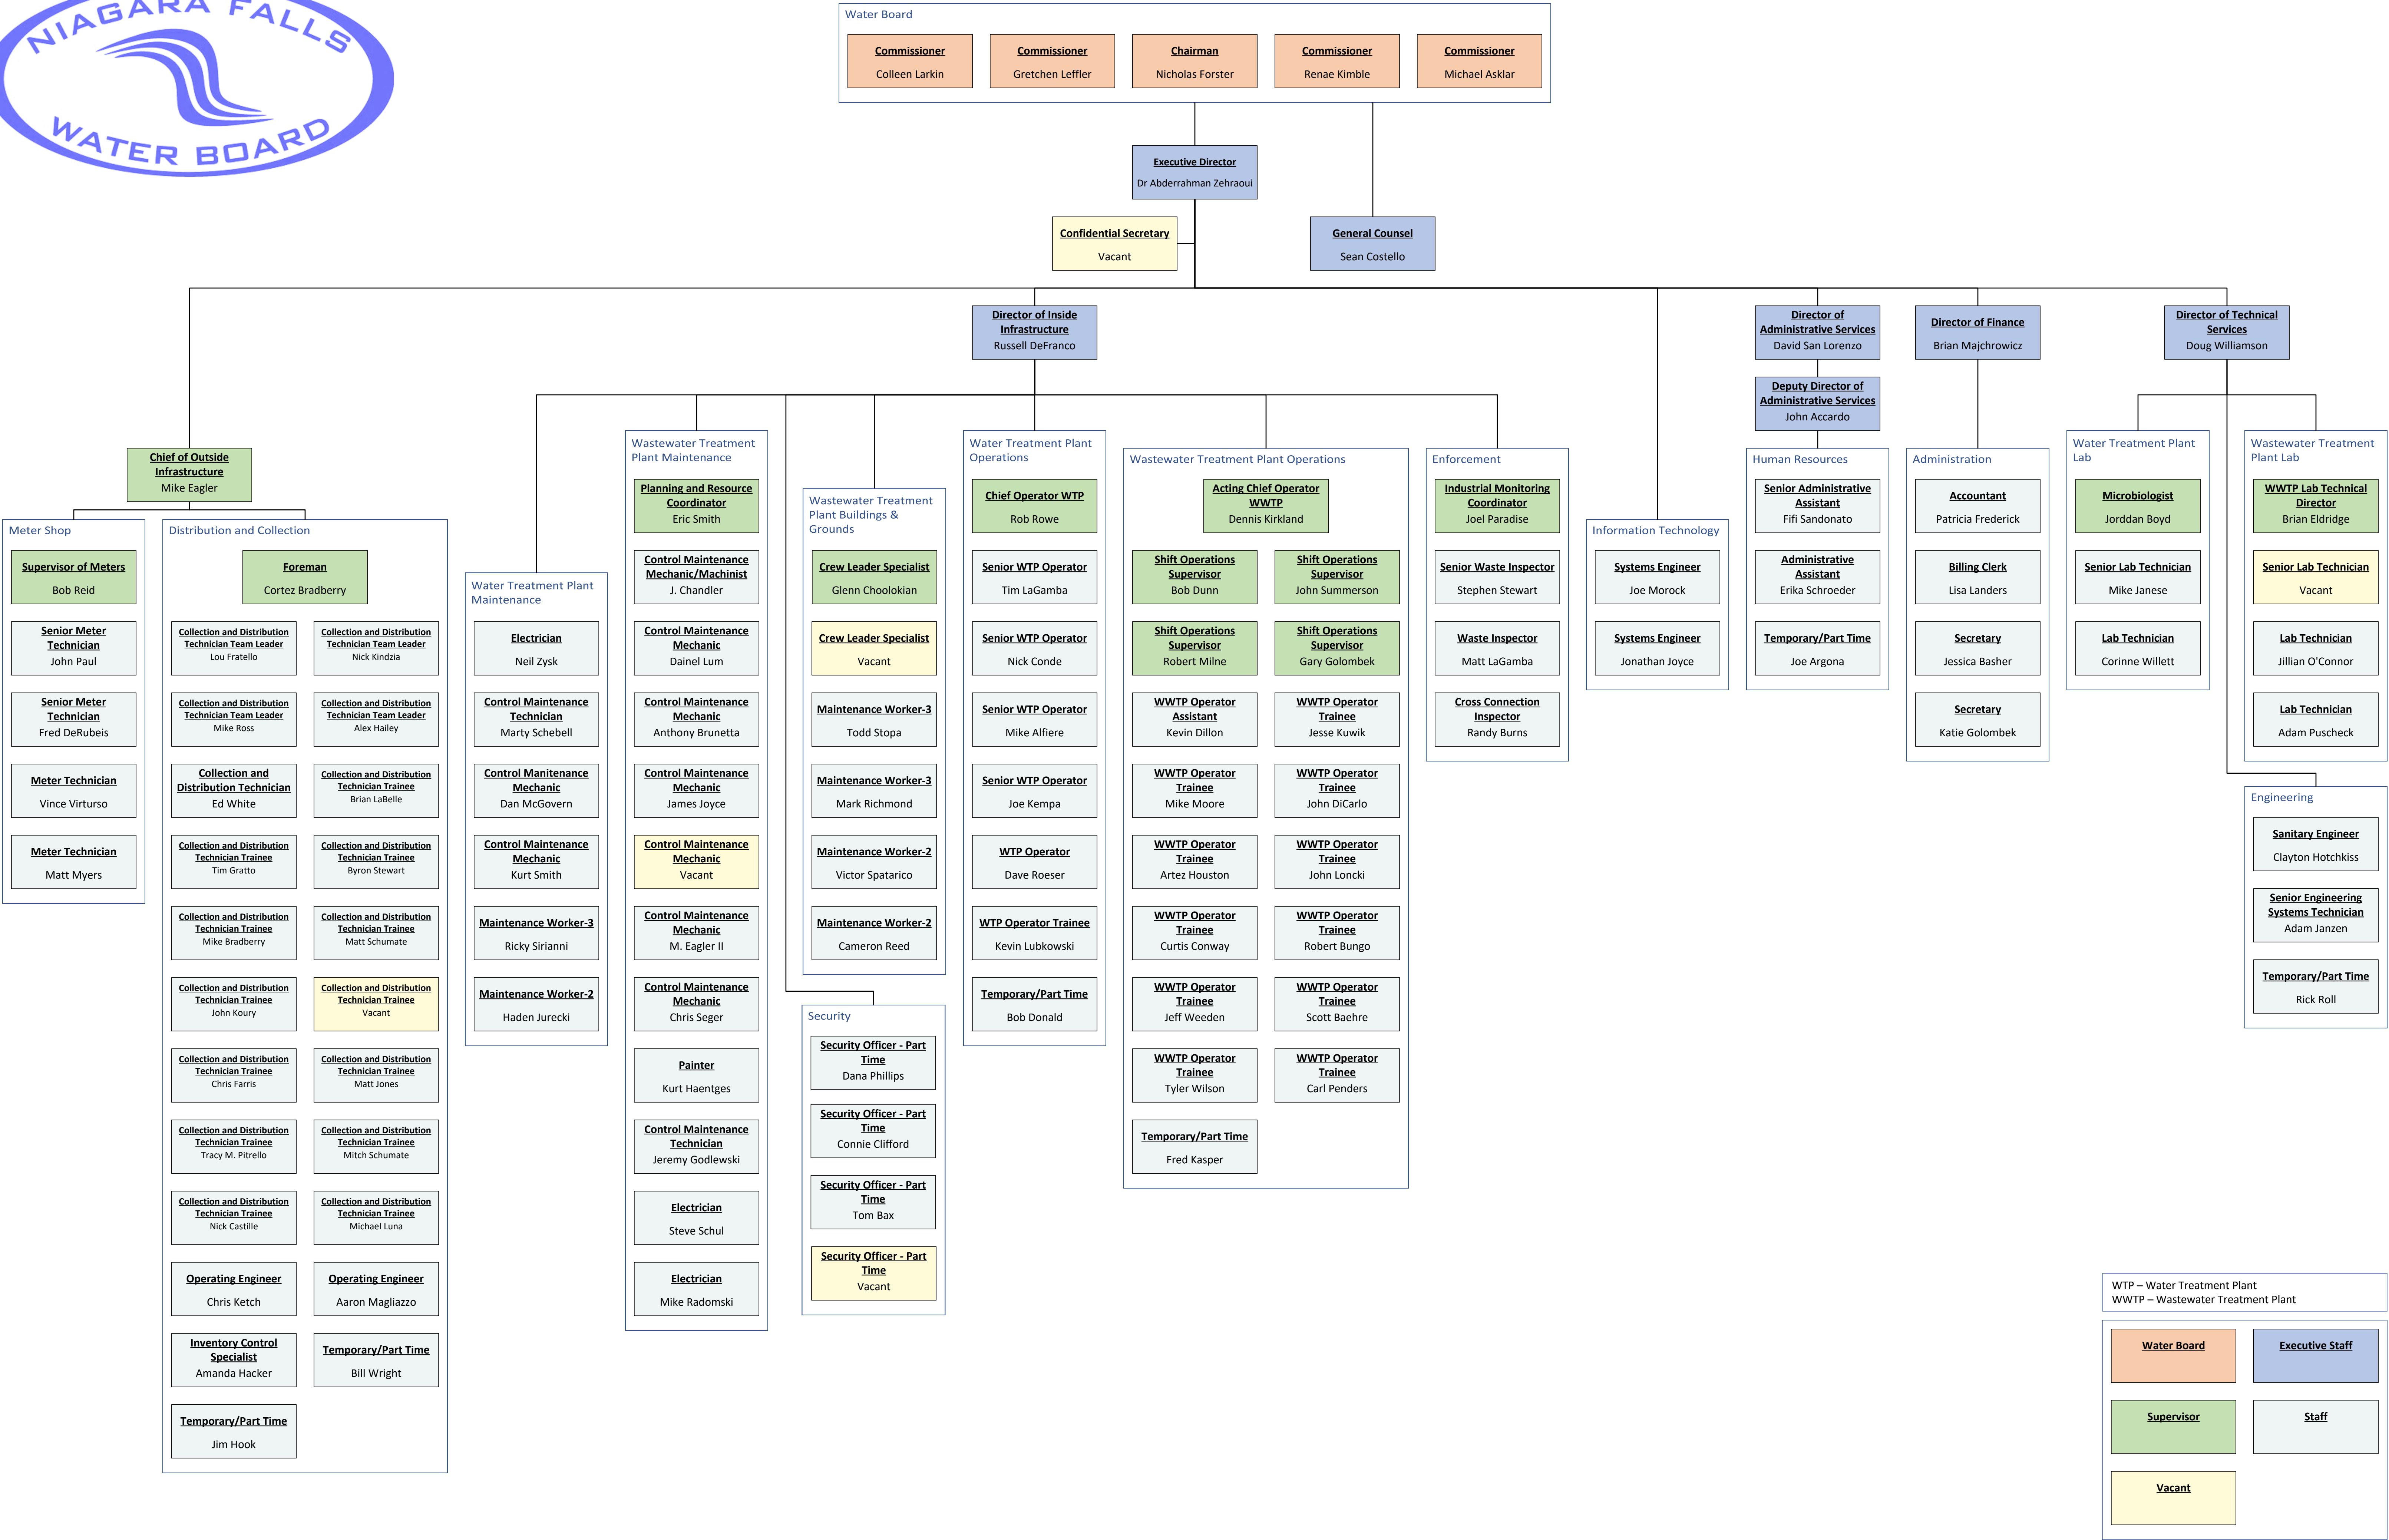 NIAGARA FALLS
WATER BOARD
Water Board
Commissioner
Colleen Larkin
Commissioner
Gretchen Leffler
Chairman
Nicholas Forster
Commissioner
Renae Kimble
Commissioner
Michael Asklar
Executive Director
Dr Abderrahman Zehraoui
Confidential Secretary
Vacant
General Counsel
Sean Costello
Director of Inside
Infrastructure
Russell DeFranco
Director of
Administrative Services
David San Lorenzo
Director of Finance
Brian Majchrowicz
Director of Technical
Services
Doug Williamson
Deputy Director of
Administrative Services
John Accardo
Chief of Outside
Infrastructure
Mike Eagler
Meter Shop
Supervisor of Meters
Bob Reid
Senior Meter
Technician
John Paul
Senior Meter
Technician
Fred DeRubeis
Meter Technician
Vince Virturso
Meter Technician
Matt Myers
Distribution and Collection
Foreman
Cortez Bradberry
Collection and Distribution
Technician Team Leader
Lou Fratello
Collection and Distribution
Technician Team Leader
Nick Kindzia
Collection and Distribution
Technician Team Leader
Mike Ross
Collection and Distribution
Technician Team Leader
Alex Hailey
Collection and
Distribution Technician
Ed White
Collection and Distribution
Technician Trainee
Brian LaBelle
Collection and Distribution
Technician Trainee
Tim Gratto
Collection and Distribution
Technician Trainee
Byron Stewart
Collection and Distribution
Technician Trainee
Mike Bradberry
Collection and Distribution
Technician Trainee
Matt Schumate
Collection and Distribution
Technician Trainee
John Koury
Collection and Distribution
Technician Trainee
Vacant
Collection and Distribution
Technician Trainee
Chris Farris
Collection and Distribution
Technician Trainee
Matt Jones
Collection and Distribution
Technician Trainee
Tracy M. Pitrello
Collection and Distribution
Technician Trainee
Mitch Schumate
Collection and Distribution
Technician Trainee
Nick Castille
Collection and Distribution
Technician Trainee
Michael Luna
Operating Engineer
Chris Ketch
Operating Engineer
Aaron Magliazzo
Inventory Control
Specialist
Amanda Hacker
Temporary/Part Time
Bill Wright
Temporary/Part Time
Jim Hook
Water Treatment Plant
Maintenance
Electrician
Neil Zysk
Control Maintenance
Technician
Marty Schebell
Control Manitenance
Mechanic
Dan McGovern
Control Maintenance
Mechanic
Kurt Smith
Maintenance Worker-3
Ricky Sirianni
Maintenance Worker-2
Haden Jurecki
Wastewater Treatment
Plant Maintenance
Planning and Resource
Coordinator
Eric Smith
Control Maintenance
Mechanic/Machinist
J. Chandler
Control Maintenance
Mechanic
Dainel Lum
Control Maintenance
Mechanic
Anthony Brunetta
Control Maintenance
Mechanic
James Joyce
Control Maintenance
Mechanic
Vacant
Control Maintenance
Mechanic
M. Eagler II
Control Maintenance
Mechanic
Chris Seger
Painter
Kurt Haentges
Control Maintenance
Technician
Jeremy Godlewski
Electrician
Steve Schul
Electrician
Mike Radomski
Wastewater Treatment
Plant Buildings &
Grounds
Crew Leader Specialist
Glenn Choolokian
Crew Leader Specialist
Vacant
Maintenance Worker-3
Todd Stopa
Maintenance Worker-3
Mark Richmond
Maintenance Worker-2
Victor Spatarico
Maintenance Worker-2
Cameron Reed
Security
Security Officer - Part
Time
Dana Phillips
Security Officer - Part
Time
Connie Clifford
Security Officer - Part
Time
Tom Bax
Security Officer - Part
Time
Vacant
Water Treatment Plant
Operations
Chief Operator WTP
Rob Rowe
Senior WTP Operator
Tim LaGamba
Senior WTP Operator
Nick Conde
Senior WTP Operator
Mike Alfiere
Senior WTP Operator
Joe Kempa
WTP Operator
Dave Roeser
WTP Operator Trainee
Kevin Lubkowski
Temporary/Part Time
Bob Donald
Wastewater Treatment Plant Operations
Acting Chief Operator
WWTP
Dennis Kirkland
Shift Operations
Supervisor
Bob Dunn
Shift Operations
Supervisor
John Summerson
Shift Operations
Supervisor
Robert Milne
Shift Operations
Supervisor
Gary Golombek
WWTP Operator
Assistant
Kevin Dillon
WWTP Operator
Trainee
Jesse Kuwik
WWTP Operator
Trainee
Mike Moore
WWTP Operator
Trainee
John DiCarlo
WWTP Operator
Trainee
Artez Houston
WWTP Operator
Trainee
John Loncki
WWTP Operator
Trainee
Curtis Conway
WWTP Operator
Trainee
Robert Bungo
WWTP Operator
Trainee
Jeff Weeden
WWTP Operator
Trainee
Scott Baehre
WWTP Operator
Trainee
Tyler Wilson
WWTP Operator
Trainee
Carl Penders
Temporary/Part Time
Fred Kasper
Enforcement
Industrial Monitoring
Coordinator
Joel Paradise
Senior Waste Inspector
Stephen Stewart
Waste Inspector
Matt LaGamba
Cross Connection
Inspector
Randy Burns
Information Technology
Systems Engineer
Joe Morock
Systems Engineer
Jonathan Joyce
Human Resources
Senior Administrative
Assistant
Fifi Sandonato
Administrative
Assistant
Erika Schroeder
Temporary/Part Time
Joe Argona
Administration
Accountant
Patricia Frederick
Billing Clerk
Lisa Landers
Secretary
Jessica Basher
Secretary
Katie Golombek
Water Treatment Plant
Lab
Microbiologist
Jorddan Boyd
Senior Lab Technician
Mike Janese
Lab Technician
Corinne Willett
Wastewater Treatment
Plant Lab
WWTP Lab Technical
Director
Brian Eldridge
Senior Lab Technician
Vacant
Lab Technician
Jillian O'Connor
Lab Technician
Adam Puscheck
Engineering
Sanitary Engineer
Clayton Hotchkiss
Senior Engineering
Systems Technician
Adam Janzen
Temporary/Part Time
Rick Roll
WTP – Water Treatment Plant
WWTP – Wastewater Treatment Plant
Water Board
Executive Staff
Supervisor
Staff
Vacant